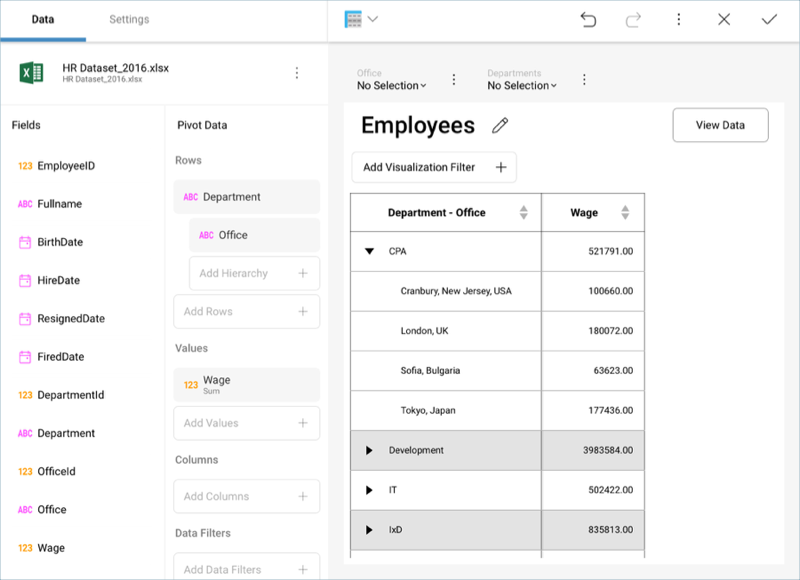 Data
Settings
HR Dataset_2016.xlsx
HR Dataset_2016.xlsx
Fields
123 EmployeeID
ABC Fullname
BirthDate
HireDate
ResignedDate
FiredDate
123 DepartmentId
ABC Department
123 OfficeId
ABC Office
123 Wage
Pivot Data
Rows
ABC Department
ABC Office
Add Hierarchy
Add Rows
Values
123 Wage
Sum
Add Values
Columns
Add Columns
Data Filters
Add Data Filters
Office
No Selection
Departments
No Selection
Employees
View Data
Add Visualization Filter
Department - Office Wage
CPA 521791.00
Cranbury, New Jersey, USA 100660.00
London, UK 180072.00
Sofia, Bulgaria 63623.00
Tokyo, Japan 177436.00
Development 3983584.00
IT 502422.00
IxD 835813.00